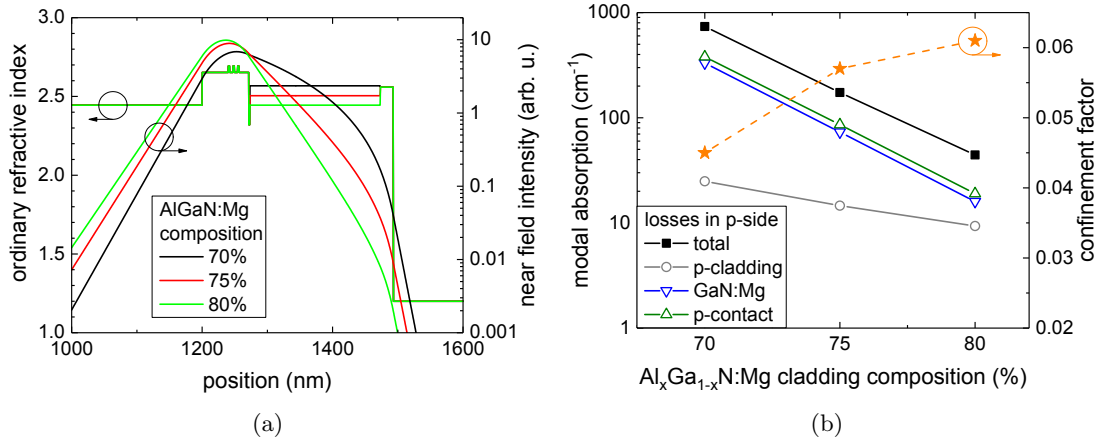 3.0
2.5
2.0
1.5
1.0
ordinary refractive index
AlGaN:Mg
composition
70%
75%
80%
10
1
0.1
0.01
0.001
near field intensity (arb. u.)
1000 1200 1400 1600
position (nm)
(a)
1000
100
10
1
modal absorption (cm⁻¹)
losses in p-side
total
p-cladding
GaN:Mg
p-contact
0.06
0.05
0.04
0.03
0.02
confinement factor
70 75 80
AlₓGa₁₋ₓN:Mg cladding composition (%)
(b)